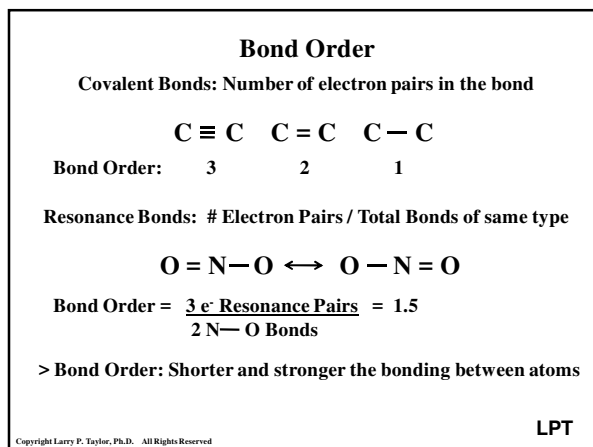 Bond Order
Covalent Bonds: Number of electron pairs in the bond
C ≡ C C = C C — C
Bond Order: 3 2 1
Resonance Bonds: # Electron Pairs / Total Bonds of same type
O = N — O ↔ O — N = O
Bond Order = 3 e⁻ Resonance Pairs = 1.5
2 N — O Bonds
> Bond Order: Shorter and stronger the bonding between atoms
LPT
Copyright Larry P. Taylor, Ph.D. All Rights Reserved